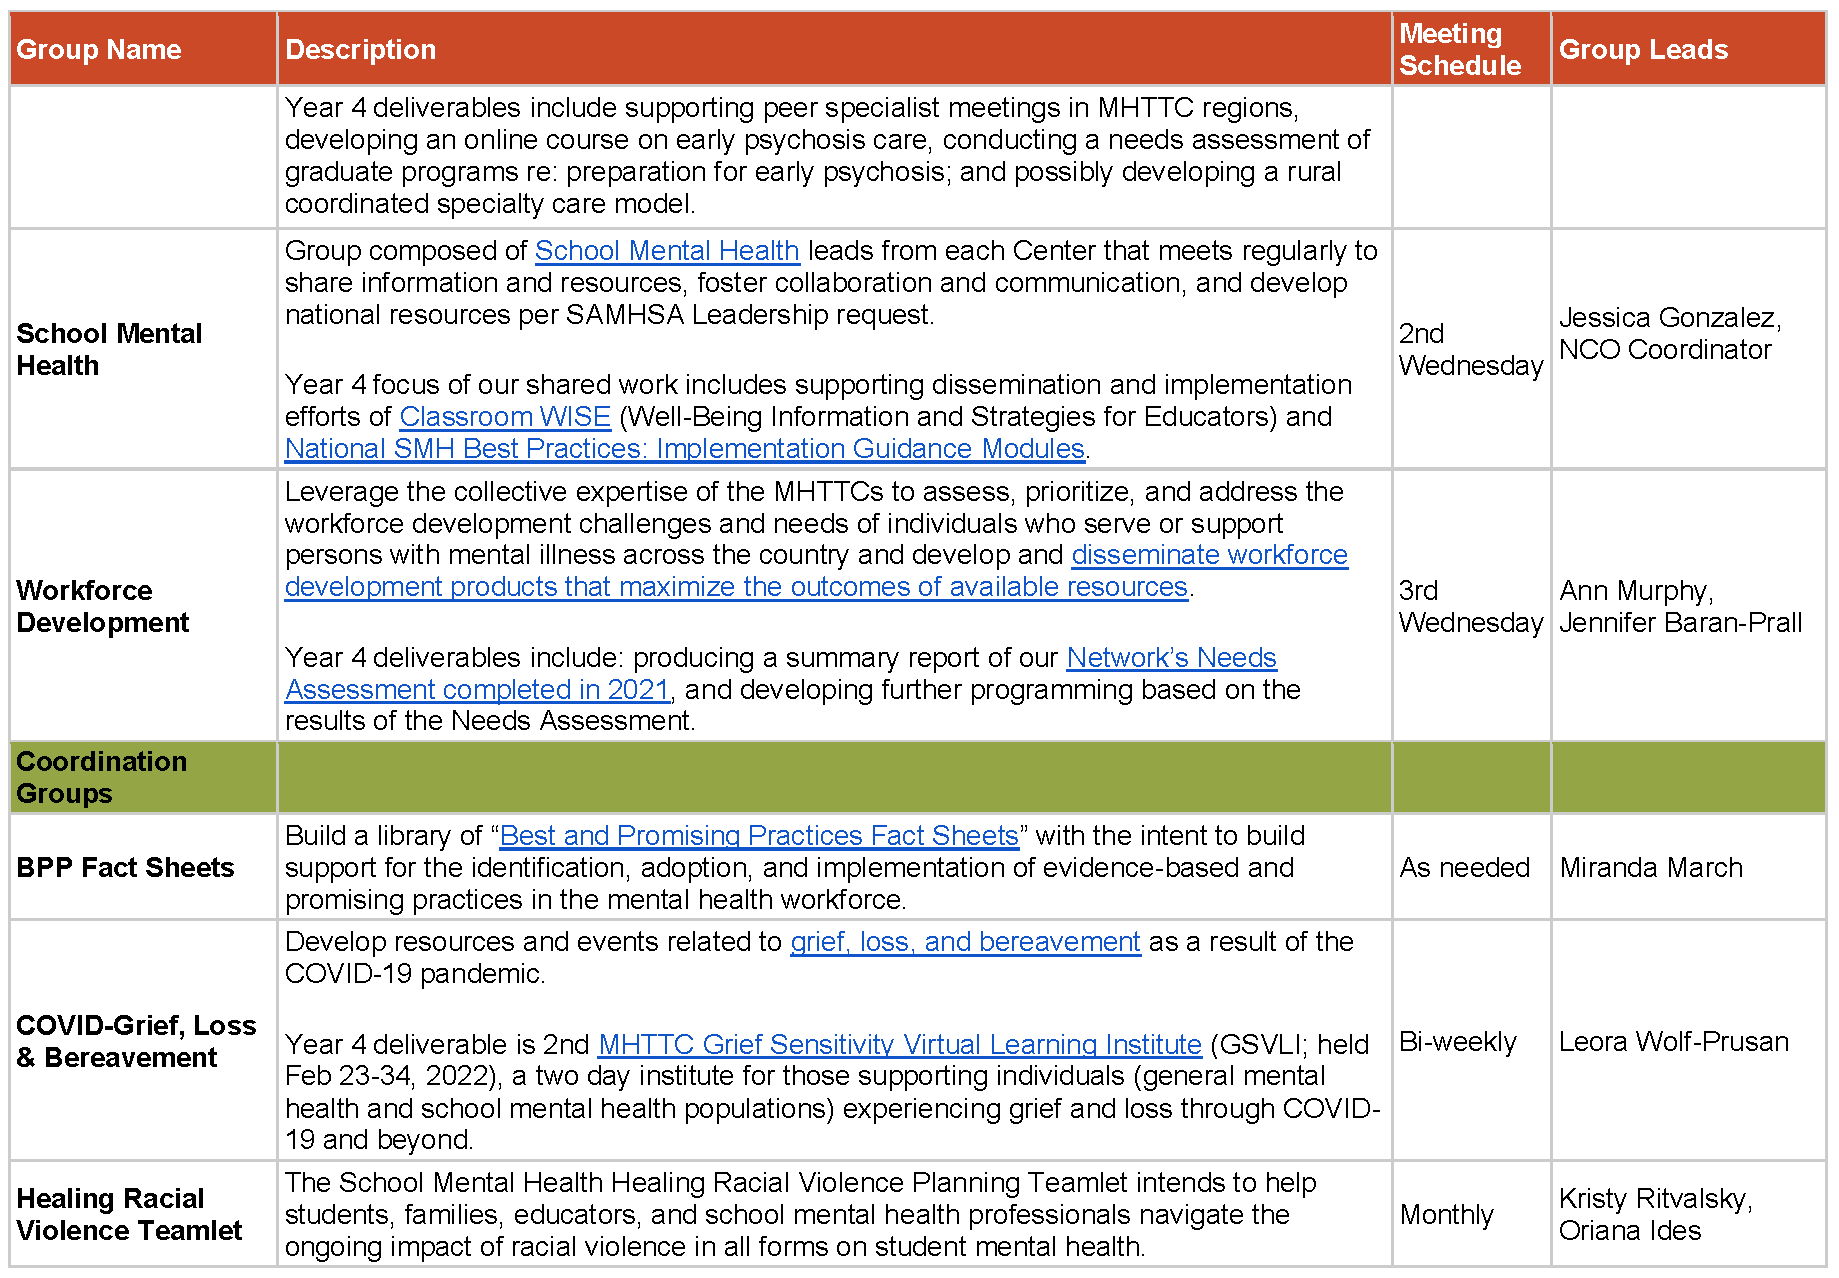 Group Name
Description
Meeting
Schedule
Group Leads
Year 4 deliverables include supporting peer specialist meetings in MHTTC regions,
developing an online course on early psychosis care, conducting a needs assessment of
graduate programs re: preparation for early psychosis; and possibly developing a rural
coordinated specialty care model.
School Mental
Health
Group composed of School Mental Health leads from each Center that meets regularly to
share information and resources, foster collaboration and communication, and develop
national resources per SAMHSA Leadership request.
Year 4 focus of our shared work includes supporting dissemination and implementation
efforts of Classroom WISE (Well-Being Information and Strategies for Educators) and
National SMH Best Practices: Implementation Guidance Modules.
2nd
Wednesday
Jessica Gonzalez,
NCO Coordinator
Workforce
Development
Leverage the collective expertise of the MHTTCs to assess, prioritize, and address the
workforce development challenges and needs of individuals who serve or support
persons with mental illness across the country and develop and disseminate workforce
development products that maximize the outcomes of available resources.
Year 4 deliverables include: producing a summary report of our Network’s Needs
Assessment completed in 2021, and developing further programming based on the
results of the Needs Assessment.
3rd
Wednesday
Ann Murphy,
Jennifer Baran-Prall
Coordination
Groups
BPP Fact Sheets
Build a library of “Best and Promising Practices Fact Sheets” with the intent to build
support for the identification, adoption, and implementation of evidence-based and
promising practices in the mental health workforce.
As needed
Miranda March
COVID-Grief, Loss
& Bereavement
Develop resources and events related to grief, loss, and bereavement as a result of the
COVID-19 pandemic.
Year 4 deliverable is 2nd MHTTC Grief Sensitivity Virtual Learning Institute (GSVLI; held
Feb 23-34, 2022), a two day institute for those supporting individuals (general mental
health and school mental health populations) experiencing grief and loss through COVID-
19 and beyond.
Bi-weekly
Leora Wolf-Prusan
Healing Racial
Violence Teamlet
The School Mental Health Healing Racial Violence Planning Teamlet intends to help
students, families, educators, and school mental health professionals navigate the
ongoing impact of racial violence in all forms on student mental health.
Monthly
Kristy Ritvalsky,
Oriana Ides